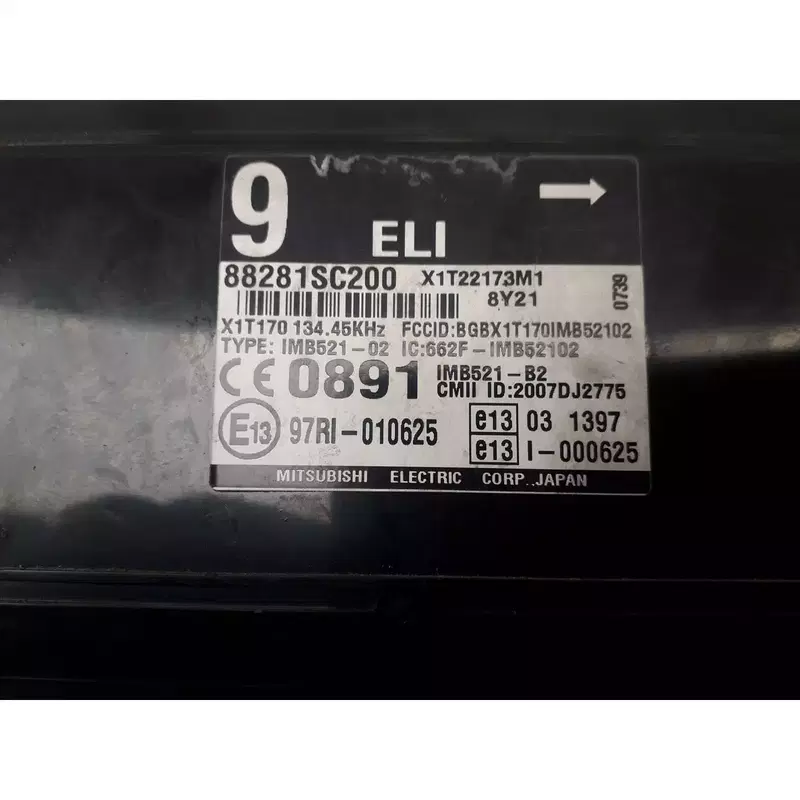 9
ELI
88281SC200 X1T22173M1
8Y21
0739
X1T170 134.45KHz FCCID:BGBX1T170IMB52102
TYPE: IMB521-02 IC:662F-IMB52102
CE 0891 IMB521-B2
CMII ID:2007DJ2775
E13 97RI-010625 e13 03 1397
e13 I-000625
MITSUBISHI ELECTRIC CORP. JAPAN